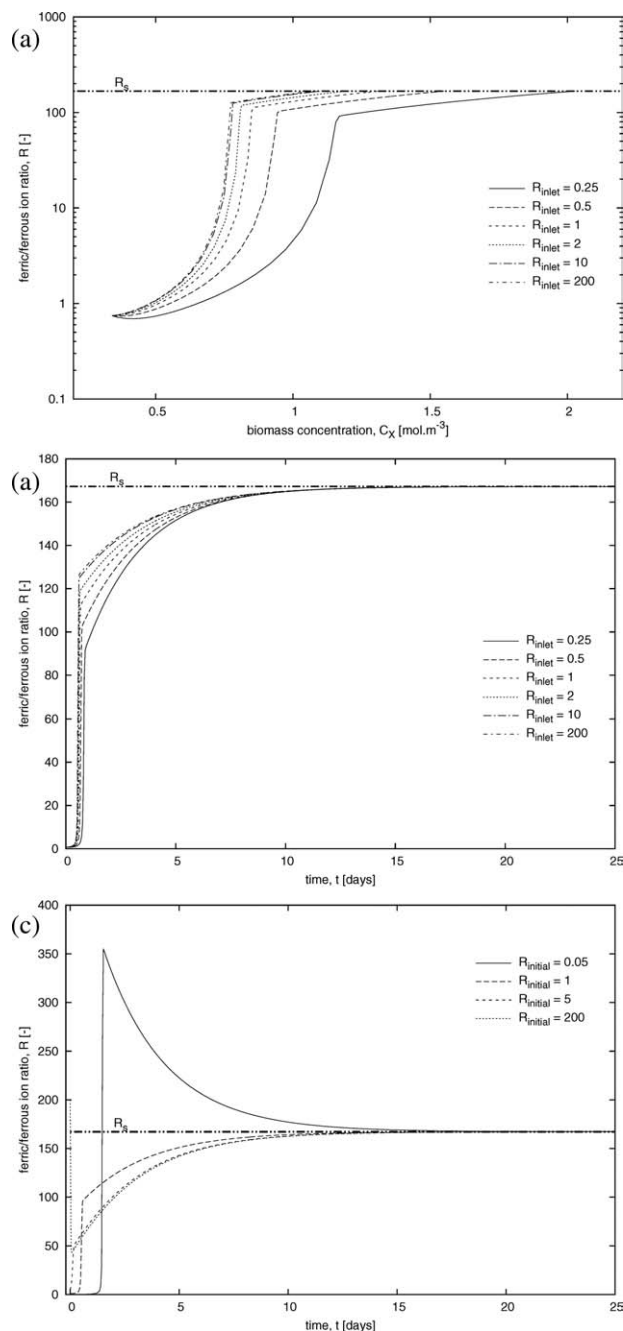 (a)
1000
100
10
1
0.1
ferric/ferrous ion ratio, R [-]
R_s
R_inlet = 0.25
R_inlet = 0.5
R_inlet = 1
R_inlet = 2
R_inlet = 10
R_inlet = 200
0.5 1 1.5 2
biomass concentration, C_X [mol.m⁻³]
(a)
180
160
140
120
100
80
60
40
20
0
ferric/ferrous ion ratio, R [-]
R_s
R_inlet = 0.25
R_inlet = 0.5
R_inlet = 1
R_inlet = 2
R_inlet = 10
R_inlet = 200
0 5 10 15 20 25
time, t [days]
(c)
400
350
300
250
200
150
100
50
0
ferric/ferrous ion ratio, R [-]
R_s
R_initial = 0.05
R_initial = 1
R_initial = 5
R_initial = 200
0 5 10 15 20 25
time, t [days]